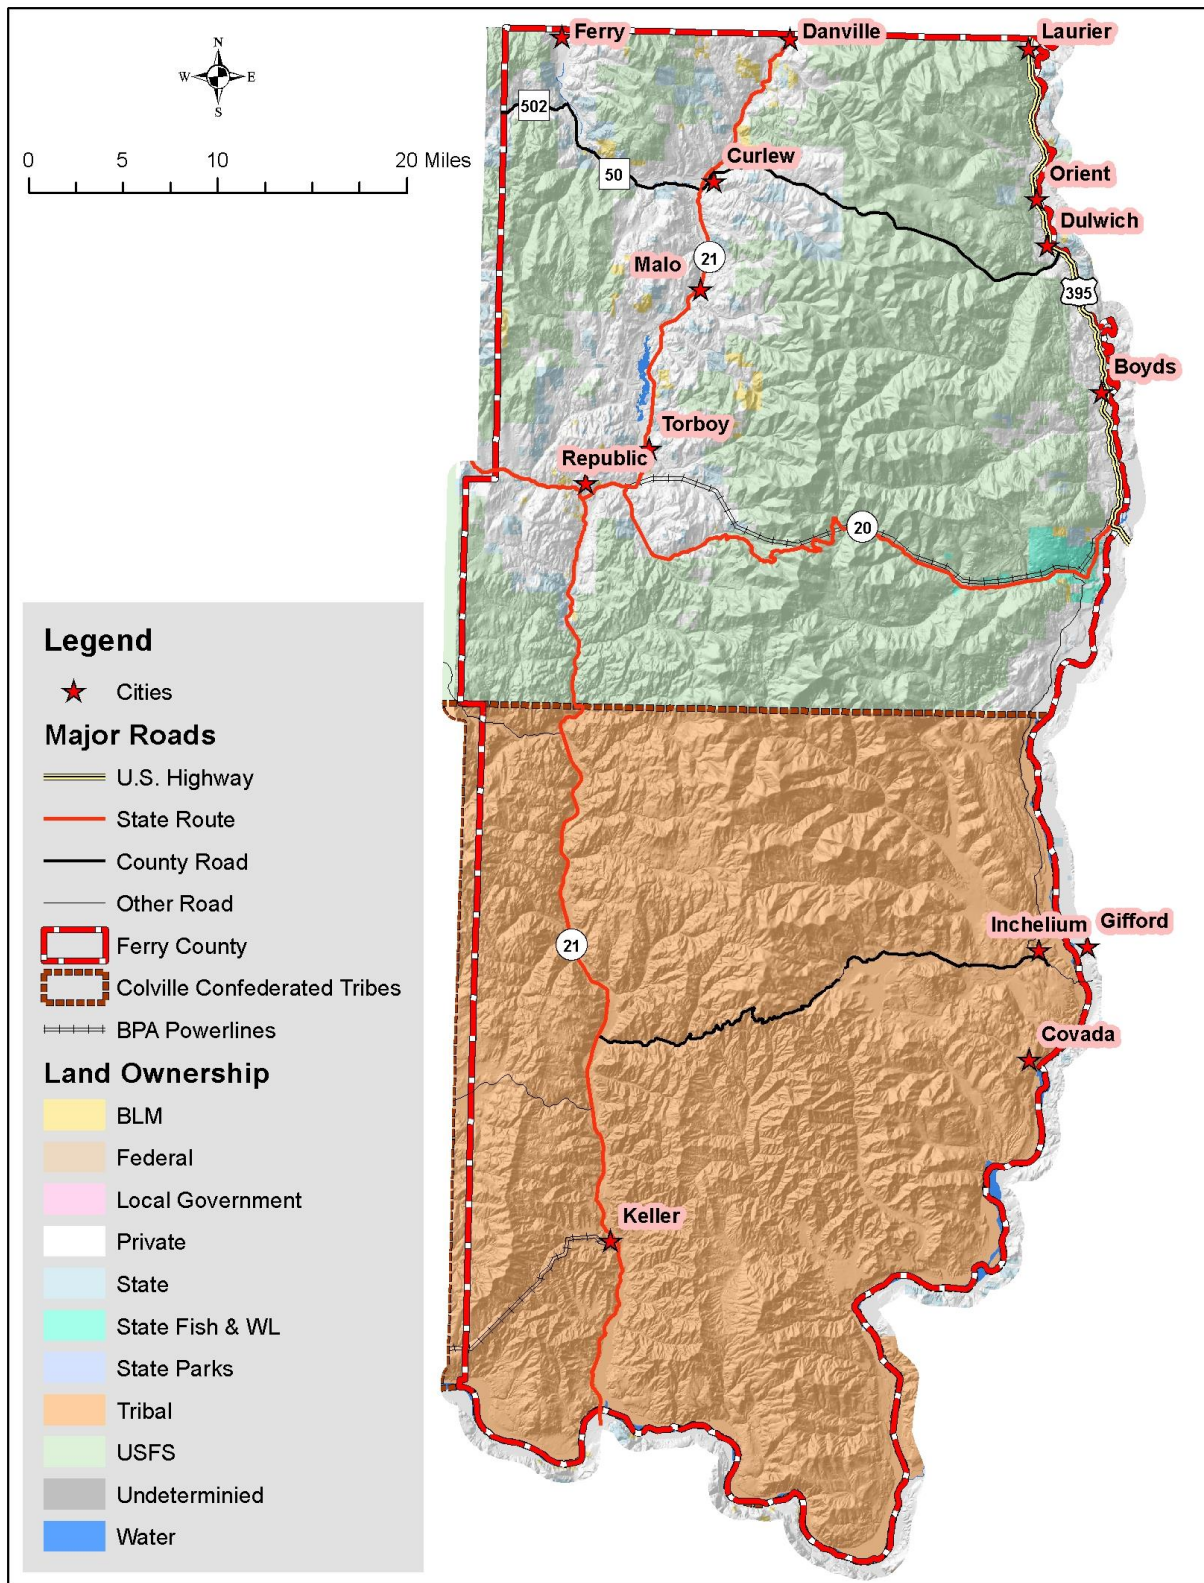 N
W E
S
0 5 10 20 Miles
Ferry
Danville
Laurier
502
50
Curlew
Orient
Dulwich
21
Malo
395
Boyds
Torboy
Republic
20
Legend
Cities
Major Roads
U.S. Highway
State Route
County Road
Other Road
Ferry County
Colville Confederated Tribes
BPA Powerlines
Land Ownership
BLM
Federal
Local Government
Private
State
State Fish & WL
State Parks
Tribal
USFS
Undeterminied
Water
21
Inchelium
Gifford
Covada
Keller